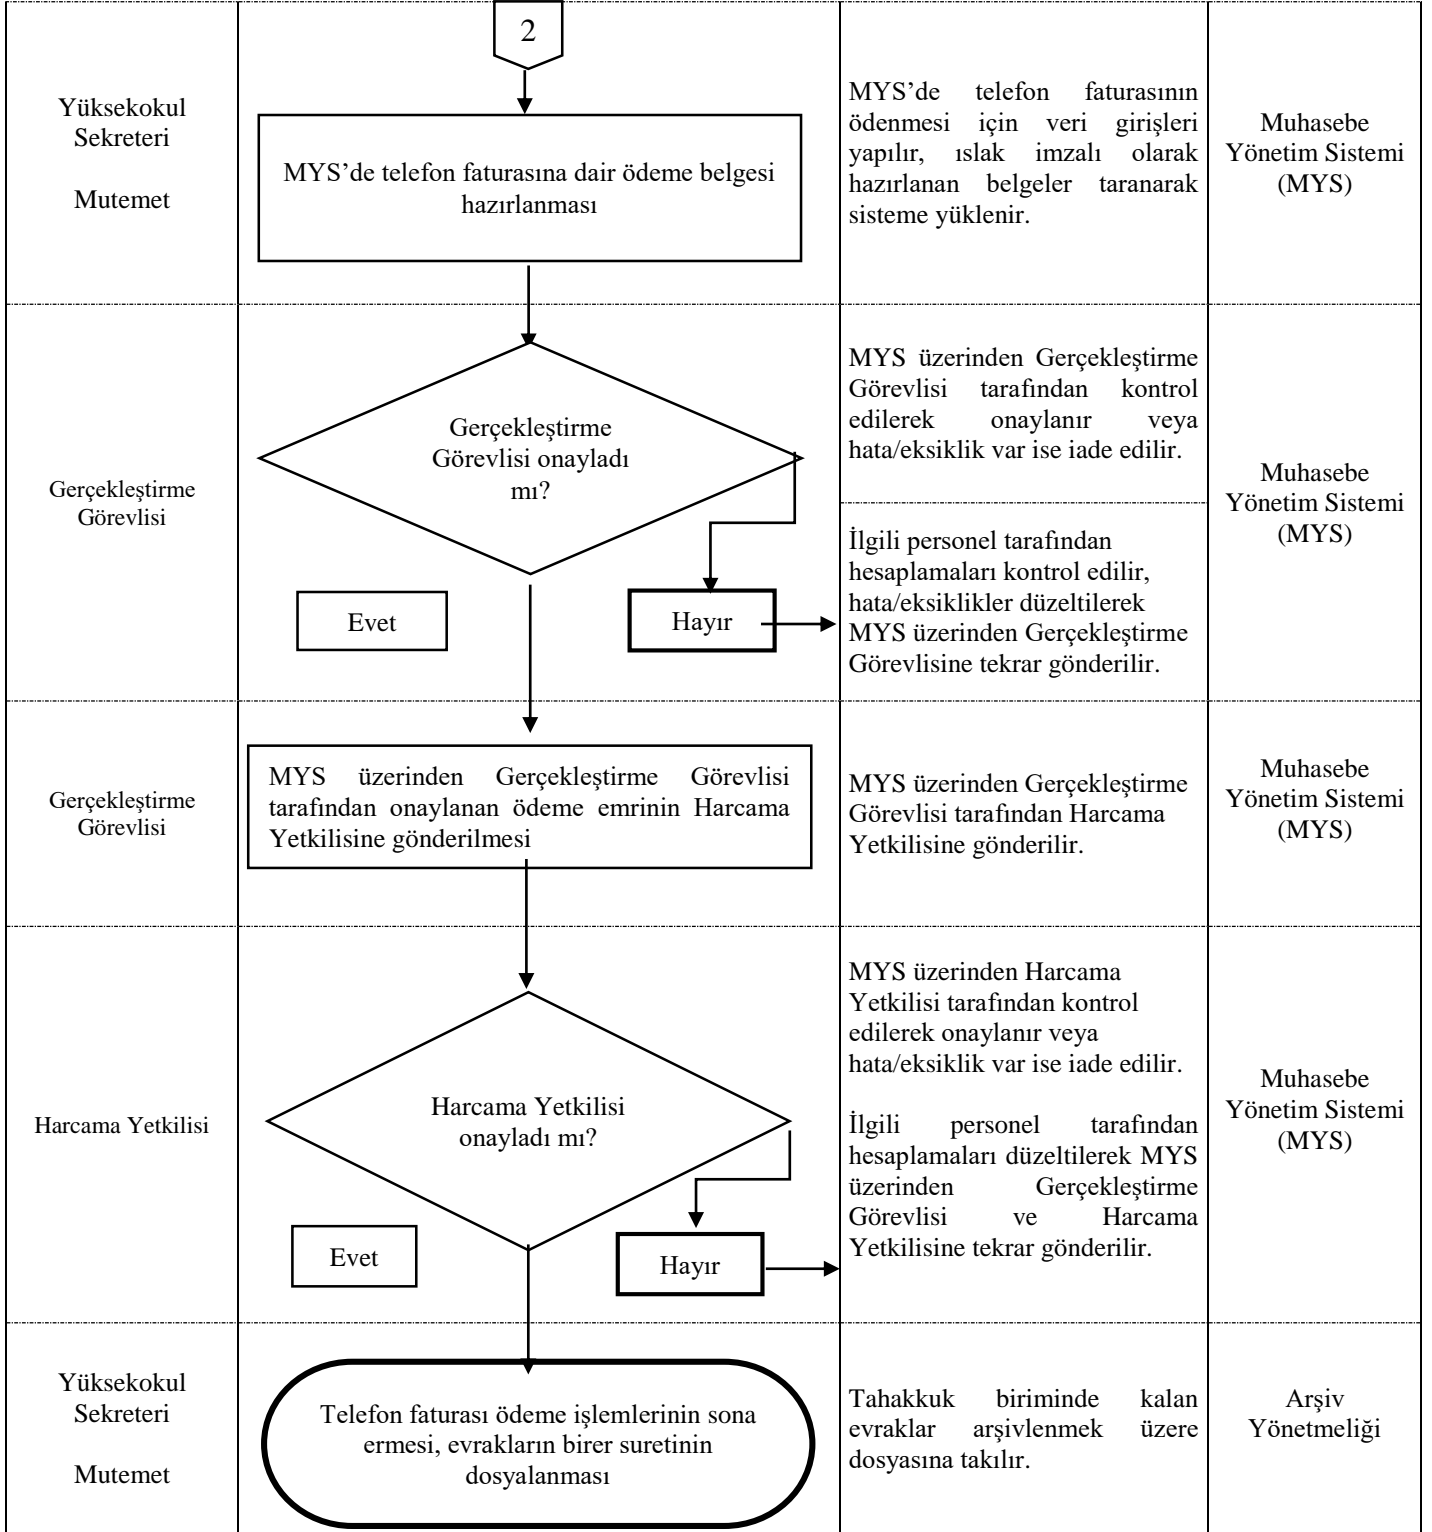 2
Yüksekokul
Sekreteri
Mutemet
MYS’de telefon faturasına dair ödeme belgesi
hazırlanması
MYS’de telefon faturasının
ödenmesi için veri girişleri
yapılır, ıslak imzalı olarak
hazırlanan belgeler taranarak
sisteme yüklenir.
Muhasebe
Yönetim Sistemi
(MYS)
Gerçekleştirme
Görevlisi
Gerçekleştirme
Görevlisi onayladı
mı?
Evet
Hayır
MYS üzerinden Gerçekleştirme
Görevlisi tarafından kontrol
edilerek onaylanır veya
hata/eksiklik var ise iade edilir.
İlgili personel tarafından
hesaplamaları kontrol edilir,
hata/eksiklikler düzeltilerek
MYS üzerinden Gerçekleştirme
Görevlisine tekrar gönderilir.
Muhasebe
Yönetim Sistemi
(MYS)
Gerçekleştirme
Görevlisi
MYS üzerinden Gerçekleştirme Görevlisi
tarafından onaylanan ödeme emrinin Harcama
Yetkilisine gönderilmesi
MYS üzerinden Gerçekleştirme
Görevlisi tarafından Harcama
Yetkilisine gönderilir.
Muhasebe
Yönetim Sistemi
(MYS)
Harcama Yetkilisi
Harcama Yetkilisi
onayladı mı?
Evet
Hayır
MYS üzerinden Harcama
Yetkilisi tarafından kontrol
edilerek onaylanır veya
hata/eksiklik var ise iade edilir.
İlgili personel tarafından
hesaplamaları düzeltilerek MYS
üzerinden Gerçekleştirme
Görevlisi ve Harcama
Yetkilisine tekrar gönderilir.
Muhasebe
Yönetim Sistemi
(MYS)
Yüksekokul
Sekreteri
Mutemet
Telefon faturası ödeme işlemlerinin sona
ermesi, evrakların birer suretinin
dosyalanması
Tahakkuk biriminde kalan
evraklar arşivlenmek üzere
dosyasına takılır.
Arşiv
Yönetmeliği